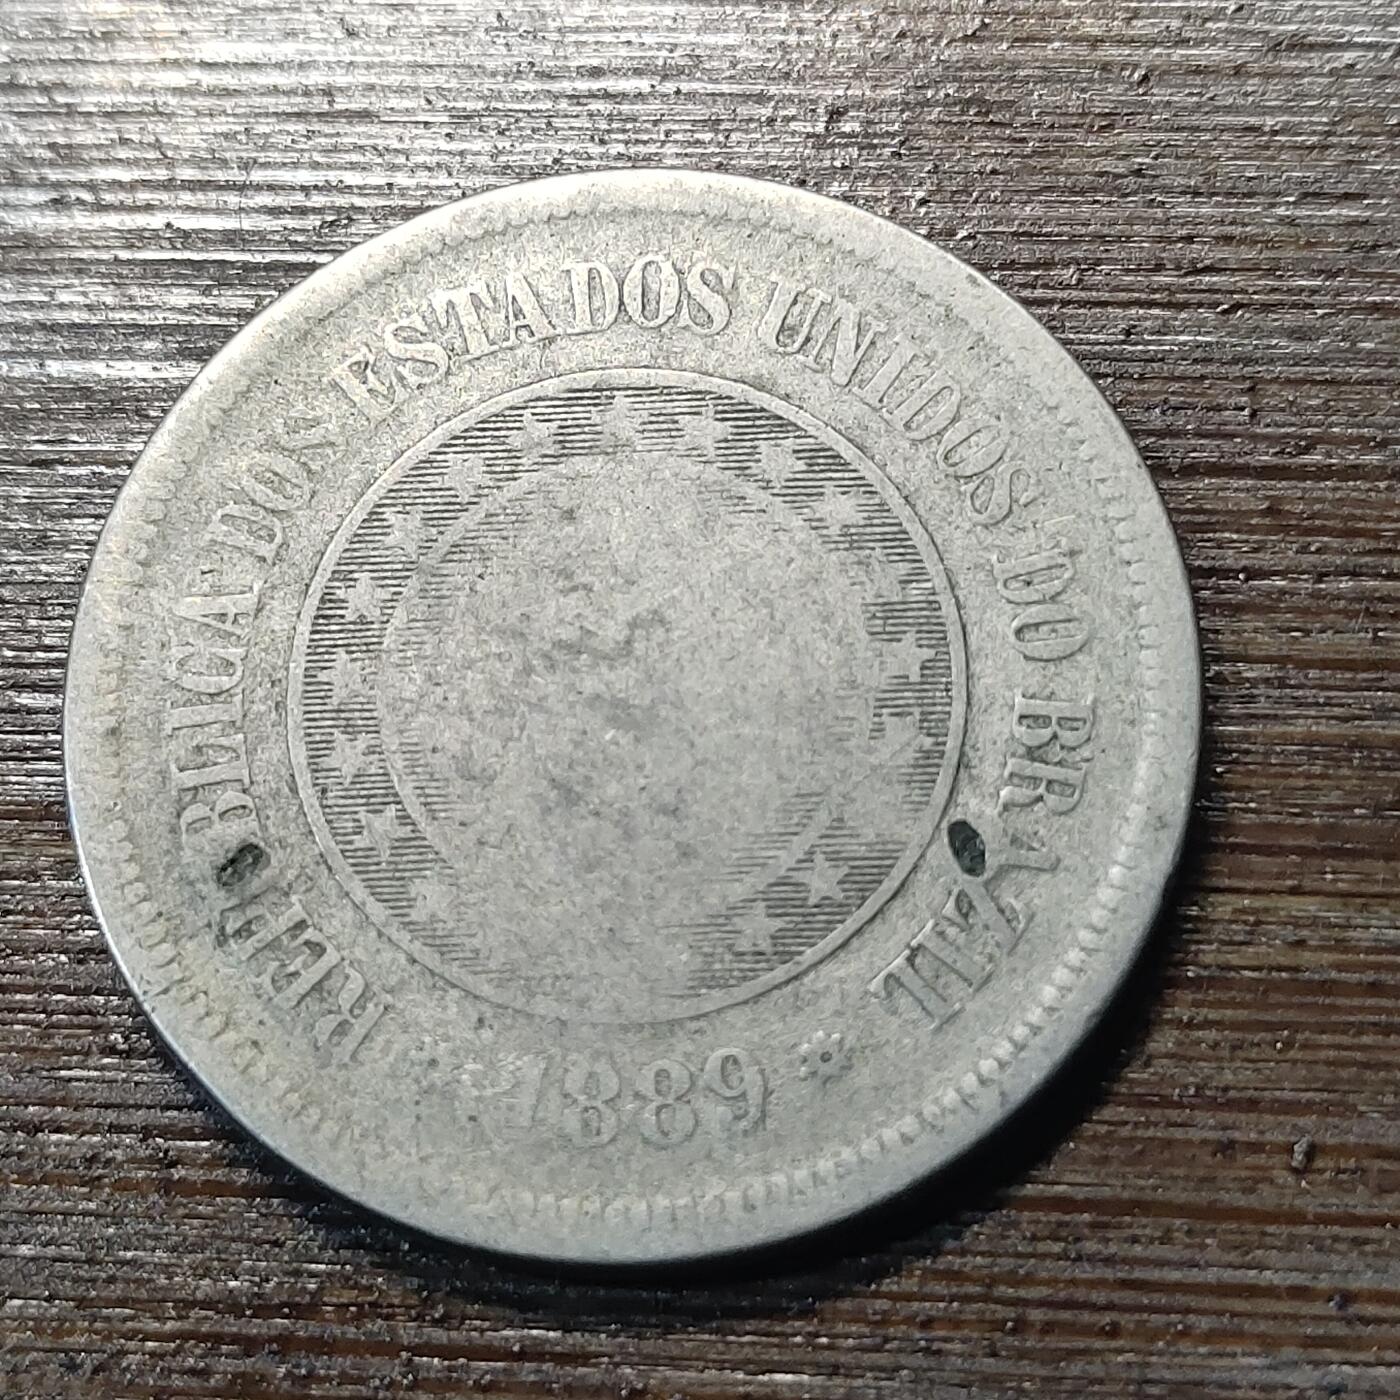 REPUBLICA DOS ESTADOS UNIDOS DO BRAZIL
1889